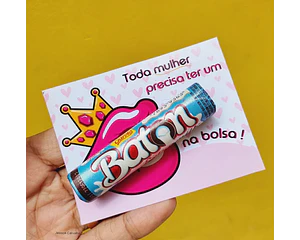 Toda mulher
precisa ter um
Baton
na bolsa !